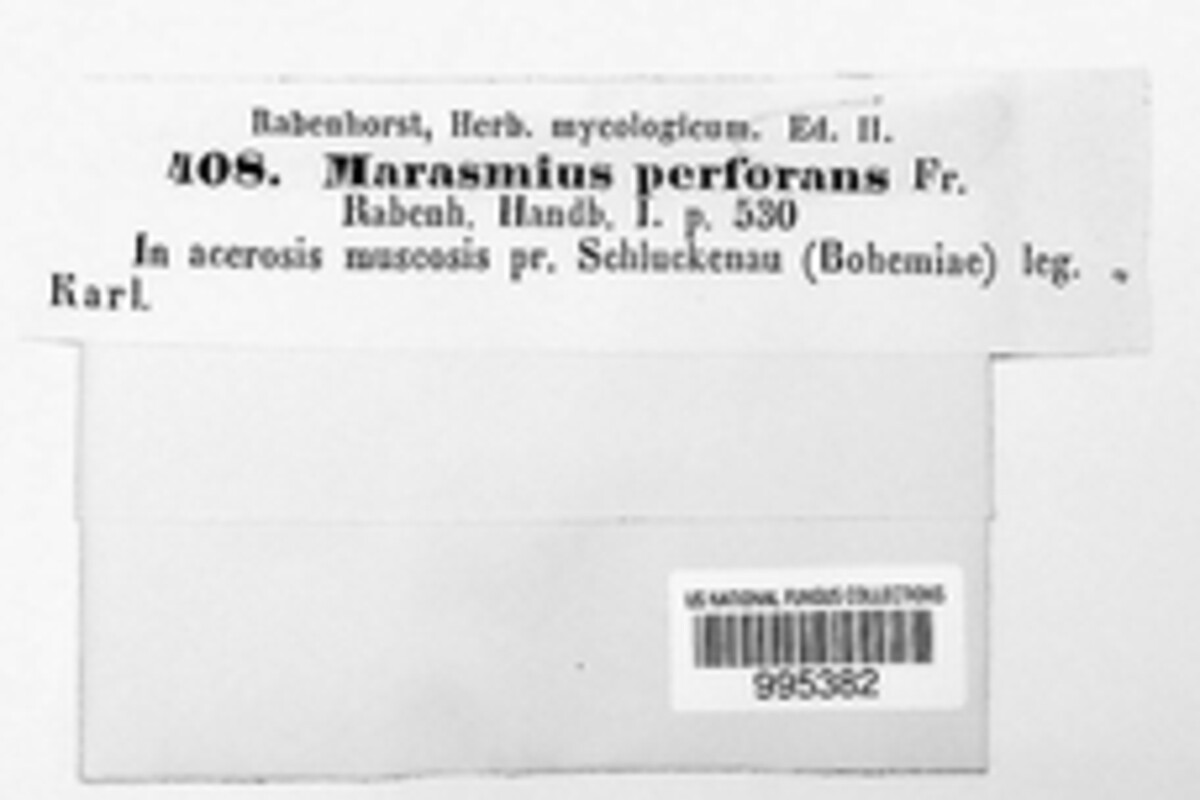 Rabenhorst, Herb. mycologicum. Ed. II.
408. Marasmius perforans Fr.
Rabenh. Handb. I. p. 530
In acerosis muscosis pr. Schluckenau (Bohemiae) leg.
Karl.
US NATIONAL FUNGUS COLLECTIONS
995382